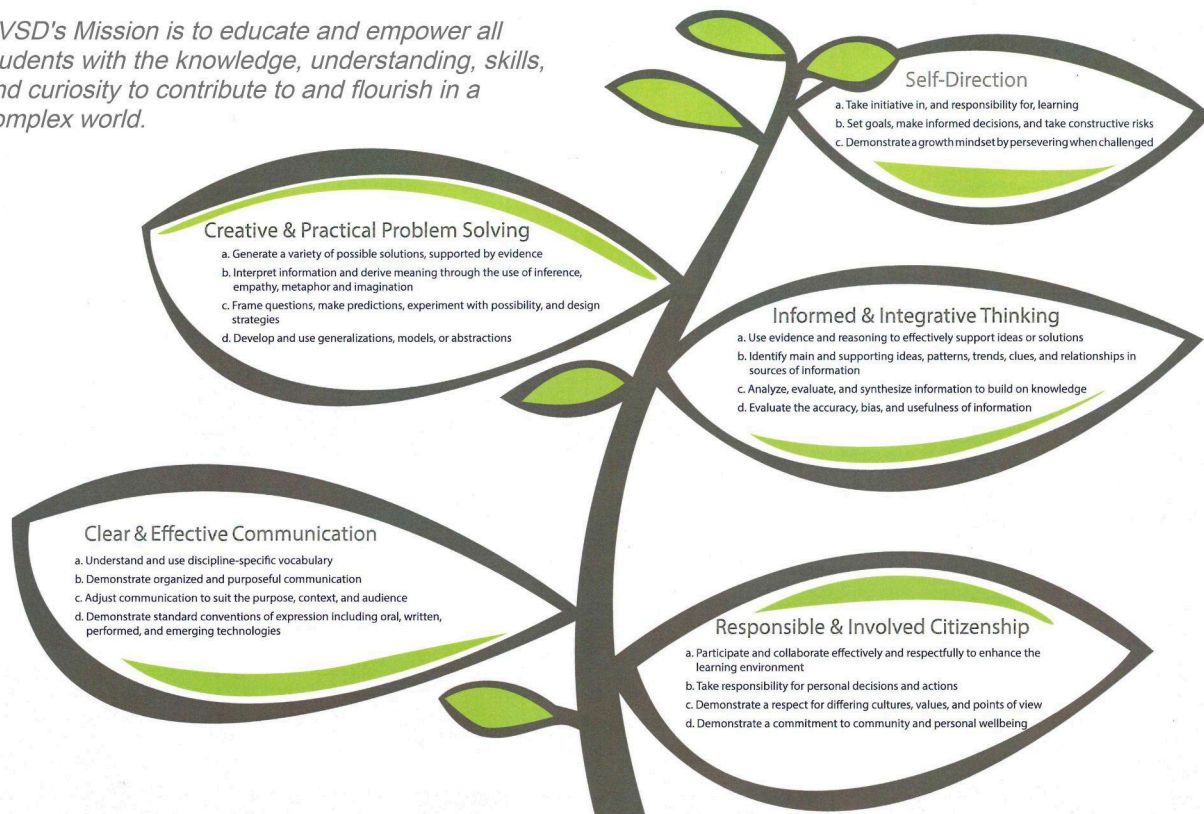 VSD's Mission is to educate and empower all
udents with the knowledge, understanding, skills,
nd curiosity to contribute to and flourish in a
omplex world.
Self-Direction
a. Take initiative in, and responsibility for, learning
b. Set goals, make informed decisions, and take constructive risks
c. Demonstrate a growth mindset by persevering when challenged
Creative & Practical Problem Solving
a. Generate a variety of possible solutions, supported by evidence
b. Interpret information and derive meaning through the use of inference,
empathy, metaphor and imagination
c. Frame questions, make predictions, experiment with possibility, and design
strategies
d. Develop and use generalizations, models, or abstractions
Informed & Integrative Thinking
a. Use evidence and reasoning to effectively support ideas or solutions
b. Identify main and supporting ideas, patterns, trends, clues, and relationships in
sources of information
c. Analyze, evaluate, and synthesize information to build on knowledge
d. Evaluate the accuracy, bias, and usefulness of information
Clear & Effective Communication
a. Understand and use discipline-specific vocabulary
b. Demonstrate organized and purposeful communication
c. Adjust communication to suit the purpose, context, and audience
d. Demonstrate standard conventions of expression including oral, written,
performed, and emerging technologies
Responsible & Involved Citizenship
a. Participate and collaborate effectively and respectfully to enhance the
learning environment
b. Take responsibility for personal decisions and actions
c. Demonstrate a respect for differing cultures, values, and points of view
d. Demonstrate a commitment to community and personal wellbeing